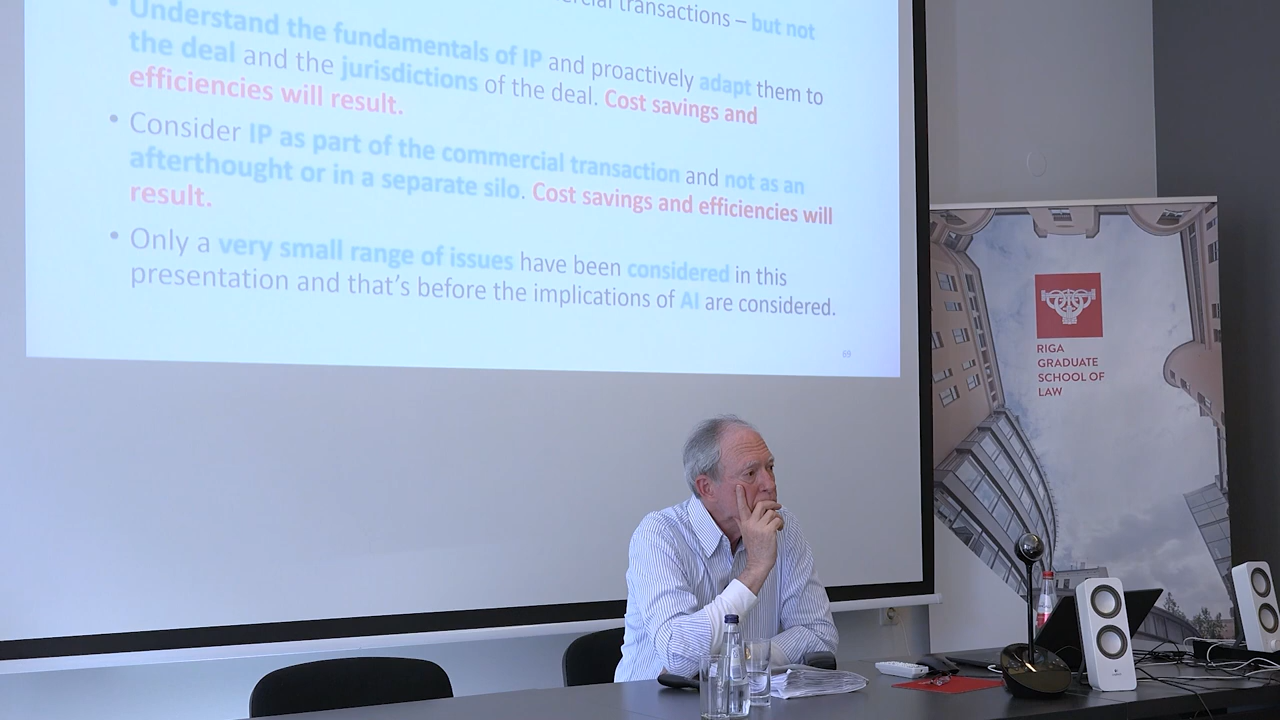 ercial transactions – but not
• Understand the fundamentals of IP and proactively adapt them to
the deal and the jurisdictions of the deal. Cost savings and
efficiencies will result.
• Consider IP as part of the commercial transaction and not as an
afterthought or in a separate silo. Cost savings and efficiencies will
result.
• Only a very small range of issues have been considered in this
presentation and that's before the implications of AI are considered.
69
RIGA
GRADUATE
SCHOOL OF
LAW